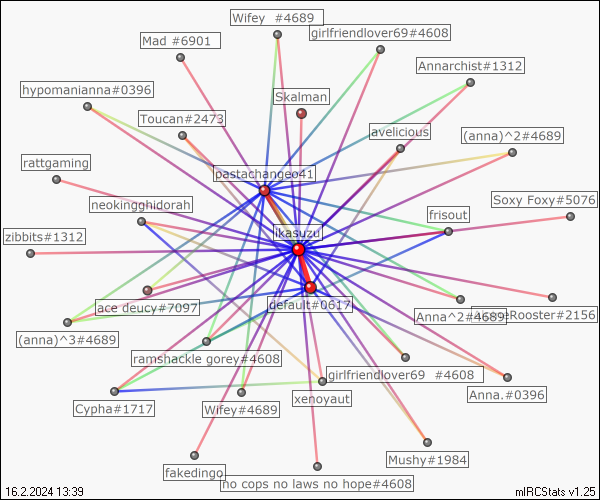 Wifey #4689
girlfriendlover69#4608
Mad #6901
Annarchist#1312
hypomanianna#0396
Skalman
Toucan#2473
avelicious
(anna)^2#4689
rattgaming
pastachangeo41
Soxy Foxy#5076
neokingghidorah
frisout
ikasuzu
zibbits#1312
ace deucy#7097
default#0617
Anna^2#4689
Rooster#2156
(anna)^3#4689
ramshackle gorey#4608
girlfriendlover69 #4608
Anna.#0396
xenoyaut
Cypha#1717
Wifey#4689
Mushy#1984
fakedingo
no cops no laws no hope#4608
16.2.2024 13:39
mIRCStats v1.25